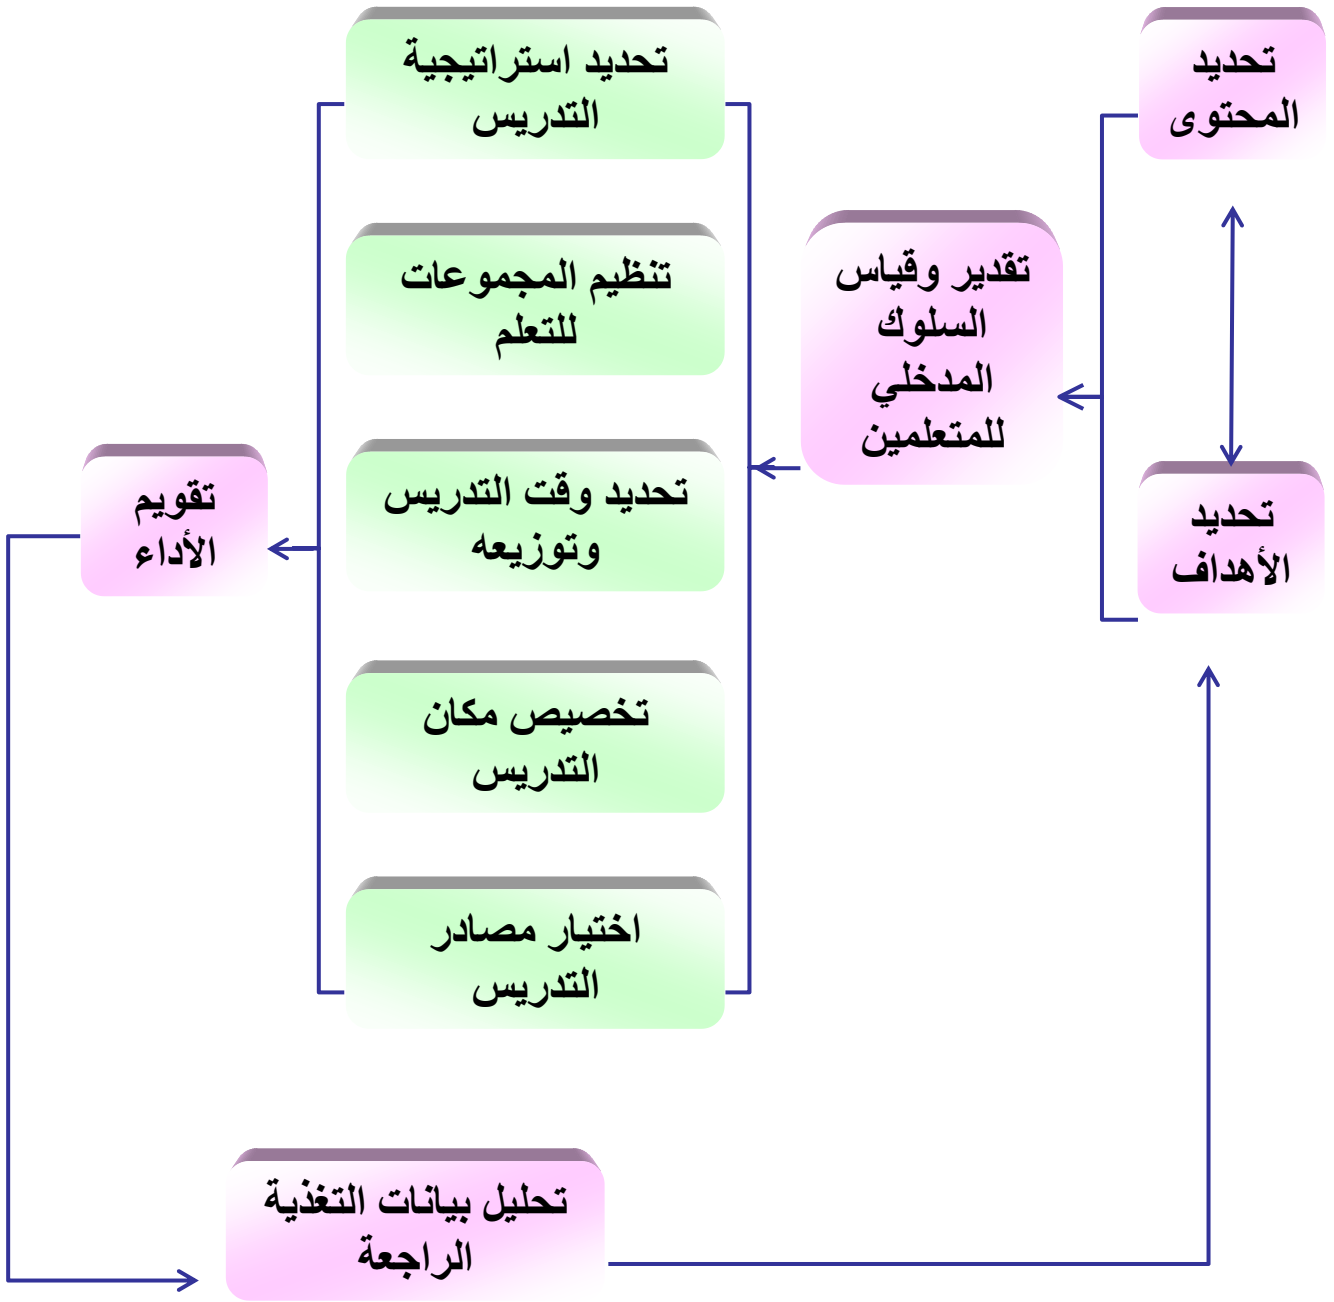 تحديد
المحتوى
تحديد
الأهداف
تقدير وقياس
السلوك
المدخلي
للمتعلمين
تحديد استراتيجية
التدريس
تنظيم المجموعات
للتعلم
تحديد وقت التدريس
وتوزيعه
تخصيص مكان
التدريس
اختيار مصادر
التدريس
تقويم
الأداء
تحليل بيانات التغذية
الراجعة